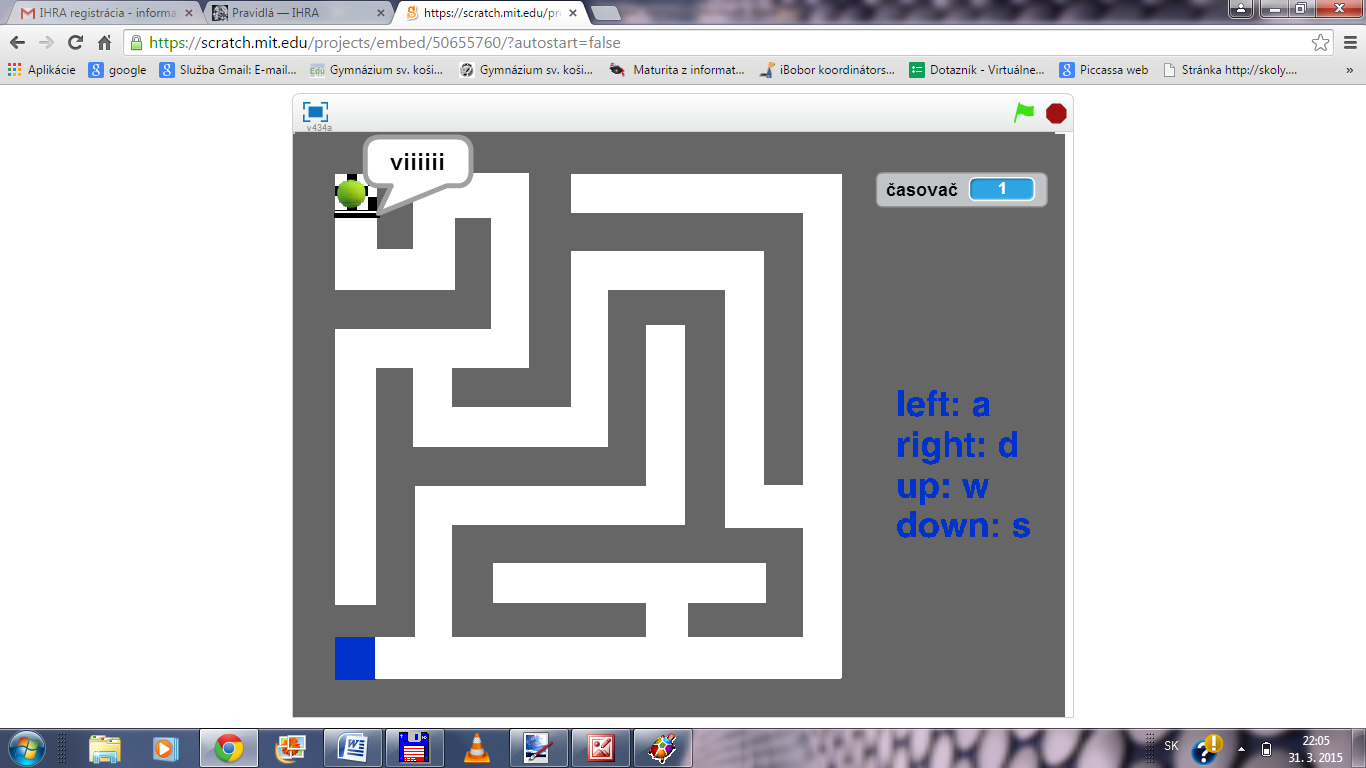 IHRA registrácia - informa
Pravidlá — IHRA
https://scratch.mit.edu/pr
https://scratch.mit.edu/projects/embed/50655760/?autostart=false
Aplikácie
google
Služba Gmail: E-mail...
Gymnázium sv. koši...
Gymnázium sv. koši...
Maturita z informat...
iBobor koordinátors...
Dotazník - Virtuálne...
Piccassa web
Stránka http://skoly....
»
v434a
viiiiii
časovač 1
left: a
right: d
up: w
down: s
SK
22:05
31. 3. 2015